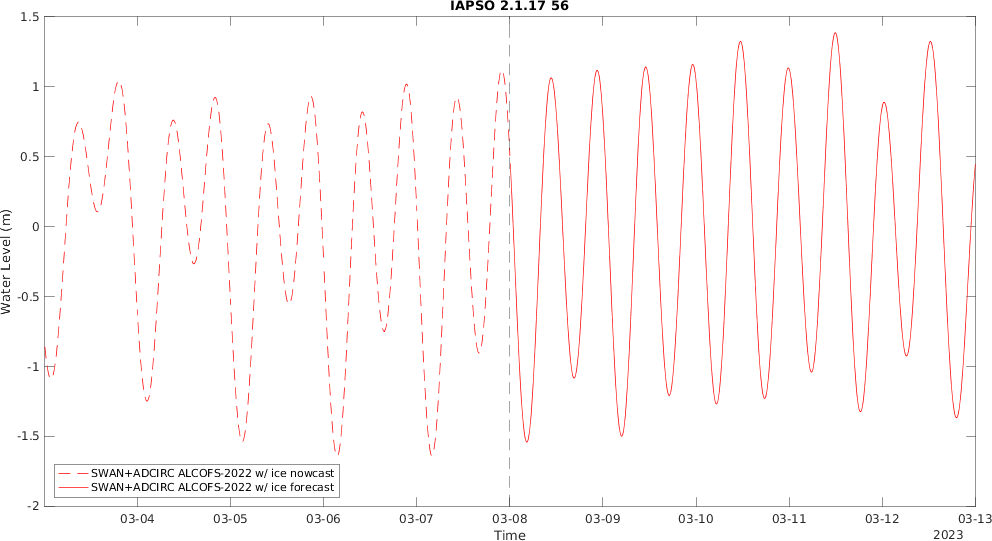 IAPSO 2.1.17 56
1.5
1
0.5
0
-0.5
-1
-1.5
-2
Water Level (m)
SWAN+ADCIRC ALCOFS-2022 w/ ice nowcast
SWAN+ADCIRC ALCOFS-2022 w/ ice forecast
03-04 03-05 03-06 03-07 03-08 03-09 03-10 03-11 03-12 03-13
Time
2023